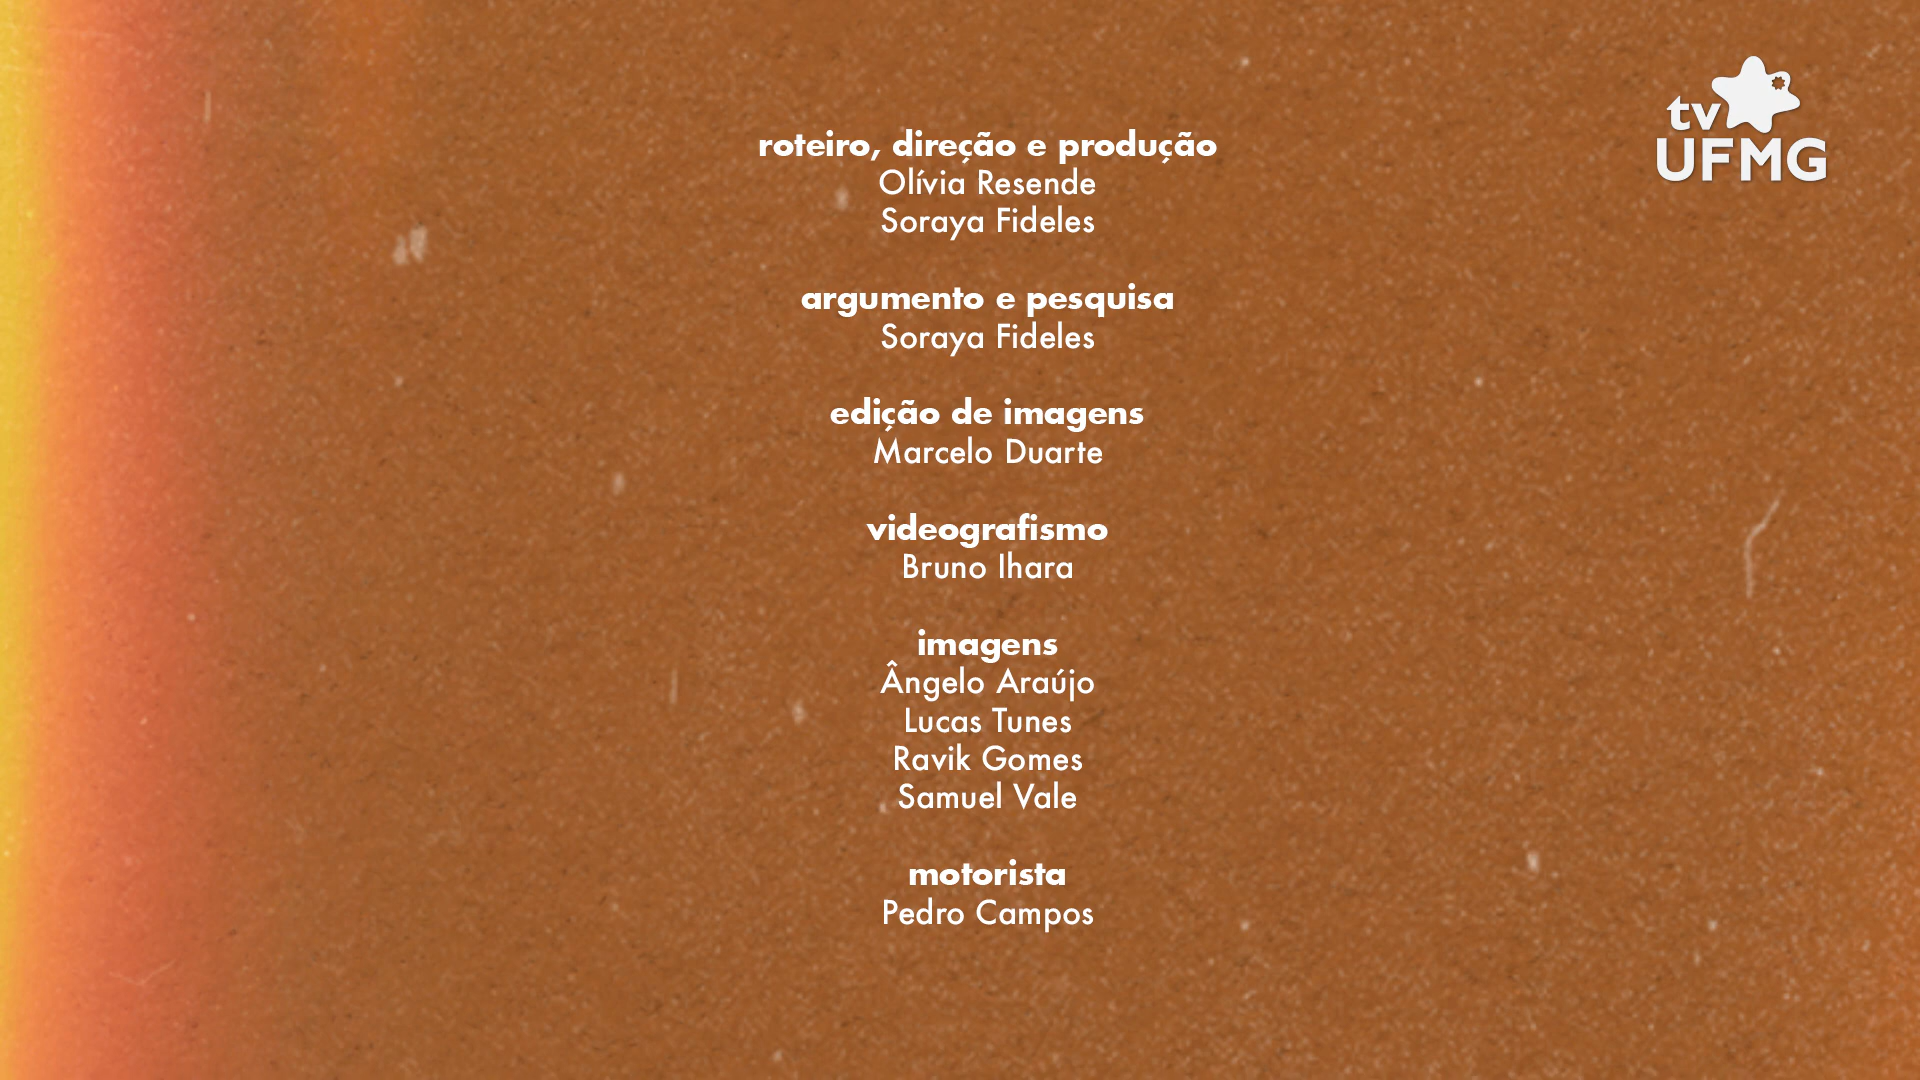 tv
UFMG
roteiro, direção e produção
Olívia Resende
Soraya Fideles
argumento e pesquisa
Soraya Fideles
edição de imagens
Marcelo Duarte
videografismo
Bruno Ihara
imagens
Ângelo Araújo
Lucas Tunes
Ravik Gomes
Samuel Vale
motorista
Pedro Campos